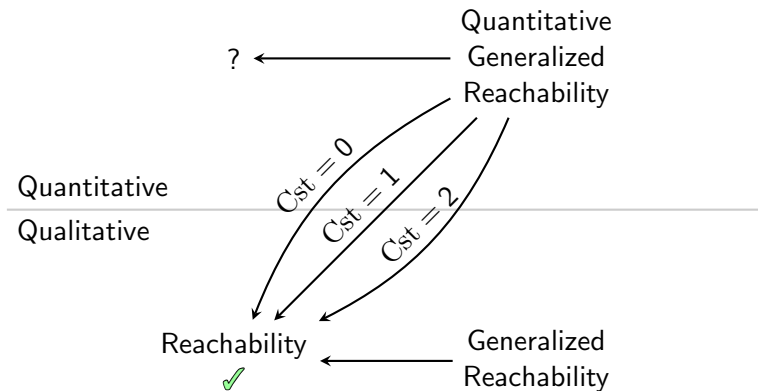 Quantitative
Generalized
Reachability
?
Cst = 0
Cst = 1
Cst = 2
Quantitative
Qualitative
Reachability
✓
Generalized
Reachability